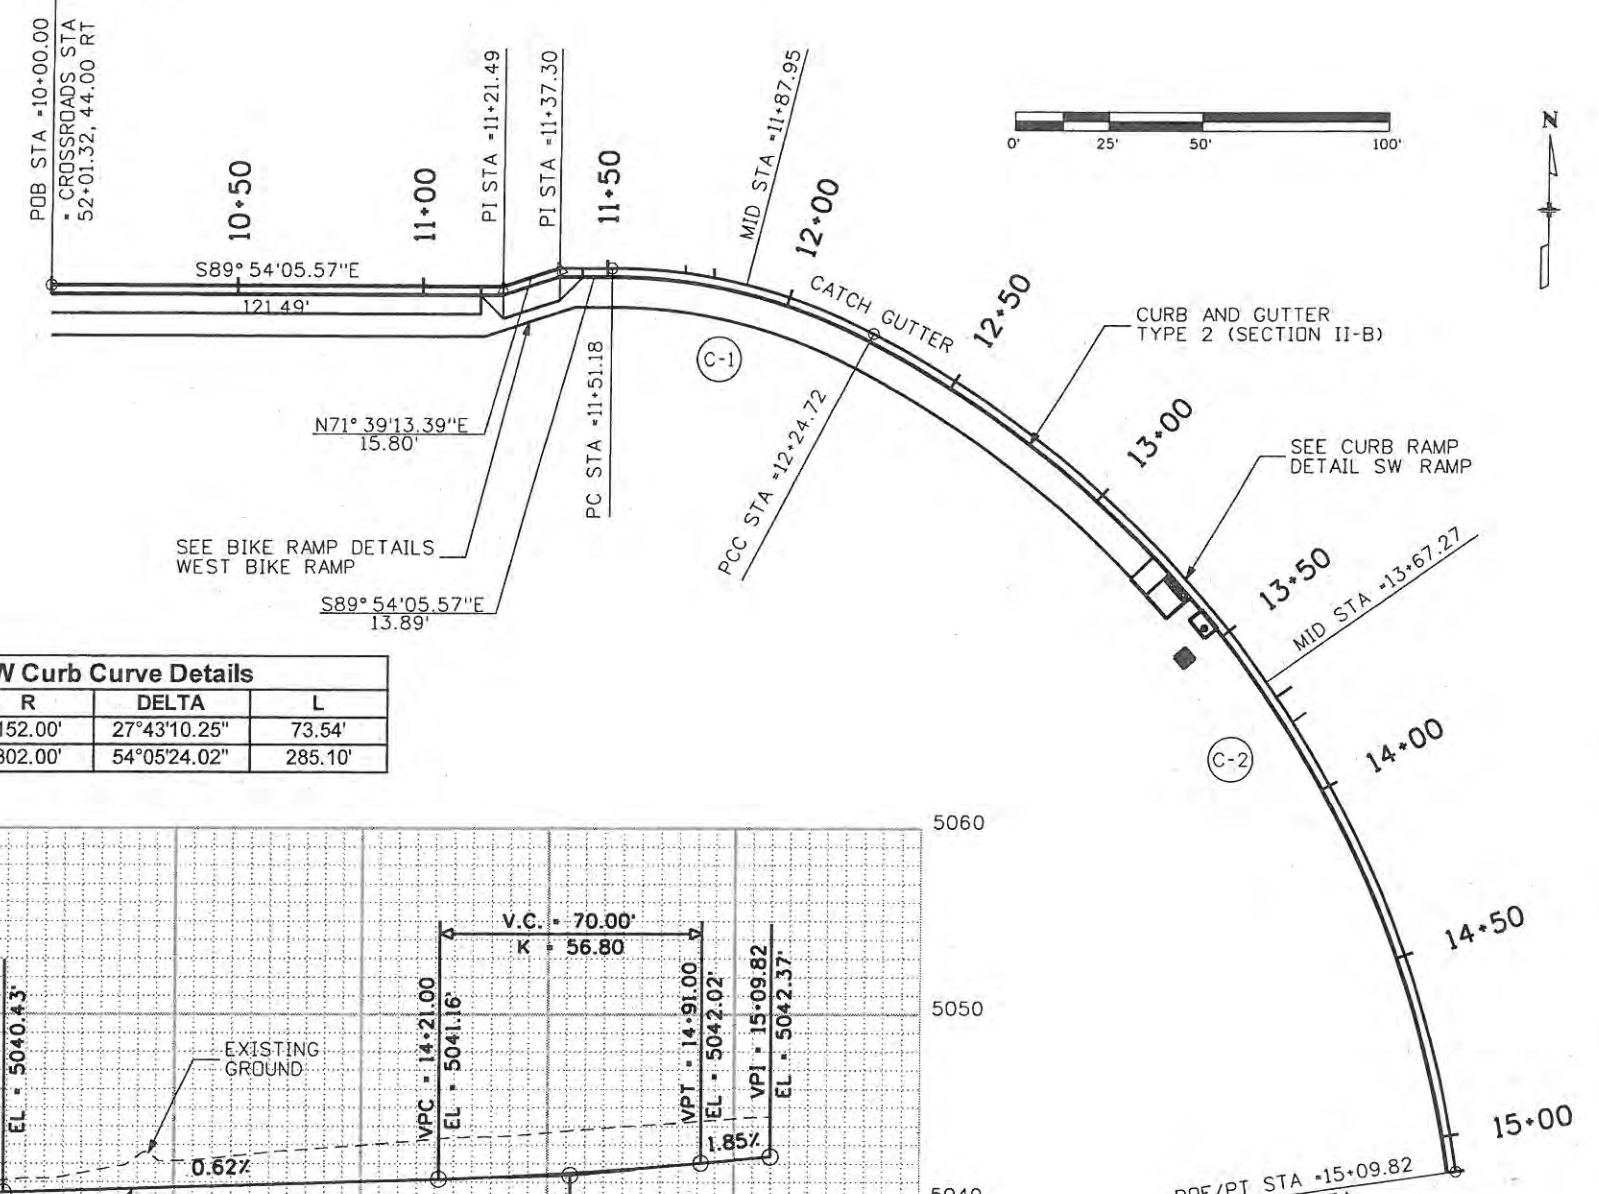 POB STA =10+00.00
= CROSSROADS STA
52+01.32, 44.00 RT
10+50
11+00
PI STA =11+21.49
PI STA =11+37.30
11+50
MID STA =11+87.95
12+00
0' 25' 50' 100'
N
S89° 54'05.57"E
121.49'
CATCH GUTTER
12+50
CURB AND GUTTER
TYPE 2 (SECTION II-B)
C-1
N71° 39'13.39"E
15.80'
PC STA =11+51.18
PCC STA =12+24.72
13+00
SEE CURB RAMP
DETAIL SW RAMP
SEE BIKE RAMP DETAILS
WEST BIKE RAMP
S89° 54'05.57"E
13.89'
13+50
MID STA =13+67.27
W Curb Curve Details
R DELTA L
152.00' 27°43'10.25" 73.54'
302.00' 54°05'24.02" 285.10'
C-2
14+00
14+50
15+00
5060
V.C. = 70.00'
K = 56.80
5050
EL = 5040.43'
EXISTING
GROUND
VPC = 14+21.00
EL = 5041.16'
VPT = 14+91.00
EL = 5042.02'
VPI = 15+09.82
EL = 5042.37'
0.62%
1.85%
5040
POE/PT STA =15+09.82